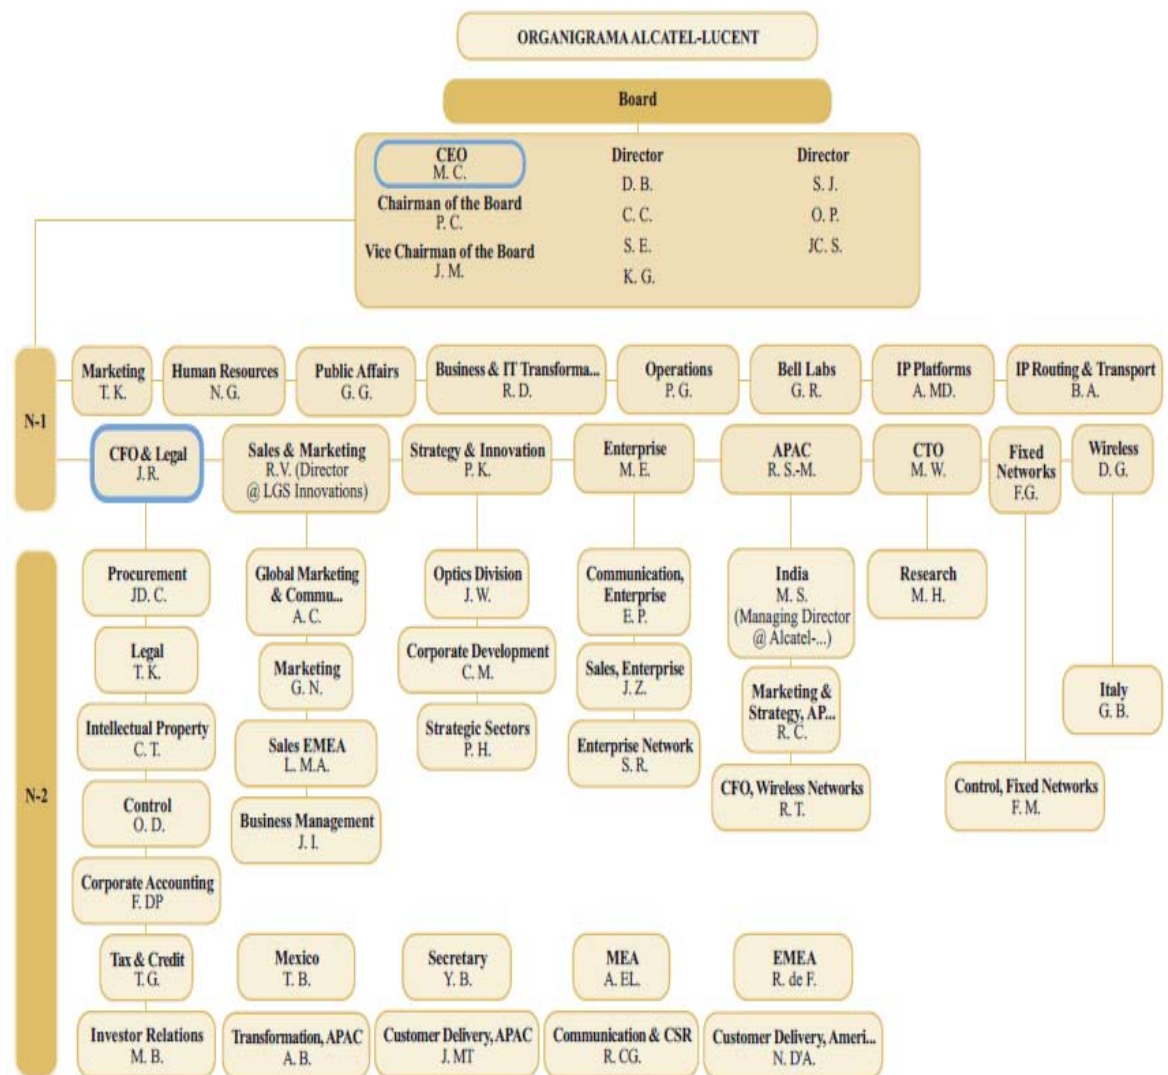 ORGANIGRAMA ALCATEL-LUCENT
Board
CEO
M. C.
Chairman of the Board
P. C.
Vice Chairman of the Board
J. M.
Director
D. B.
C. C.
S. E.
K. G.
Director
S. J.
O. P.
JC. S.
N-1
Marketing
T. K.
Human Resources
N. G.
Public Affairs
G. G.
Business & IT Transforma...
R. D.
Operations
P. G.
Bell Labs
G. R.
IP Platforms
A. MD.
IP Routing & Transport
B. A.
CFO & Legal
J. R.
Sales & Marketing
R.V. (Director
@ LGS Innovations)
Strategy & Innovation
P. K.
Enterprise
M. E.
APAC
R. S.-M.
CTO
M. W.
Fixed
Networks
F.G.
Wireless
D. G.
N-2
Procurement
JD. C.
Legal
T. K.
Intellectual Property
C. T.
Control
O. D.
Corporate Accounting
F. DP
Tax & Credit
T. G.
Investor Relations
M. B.
Global Marketing
& Commu...
A. C.
Marketing
G. N.
Sales EMEA
L. M.A.
Business Management
J. I.
Optics Division
J. W.
Corporate Development
C. M.
Strategic Sectors
P. H.
Communication,
Enterprise
E. P.
Sales, Enterprise
J. Z.
Enterprise Network
S. R.
India
M. S.
(Managing Director
@ Alcatel-...)
Marketing &
Strategy, AP...
R. C.
CFO, Wireless Networks
R. T.
Research
M. H.
Control, Fixed Networks
F. M.
Italy
G. B.
Mexico
T. B.
Secretary
Y. B.
MEA
A. EL.
EMEA
R. de F.
Transformation, APAC
A. B.
Customer Delivery, APAC
J. MT
Communication & CSR
R. CG.
Customer Delivery, Ameri...
N. D'A.